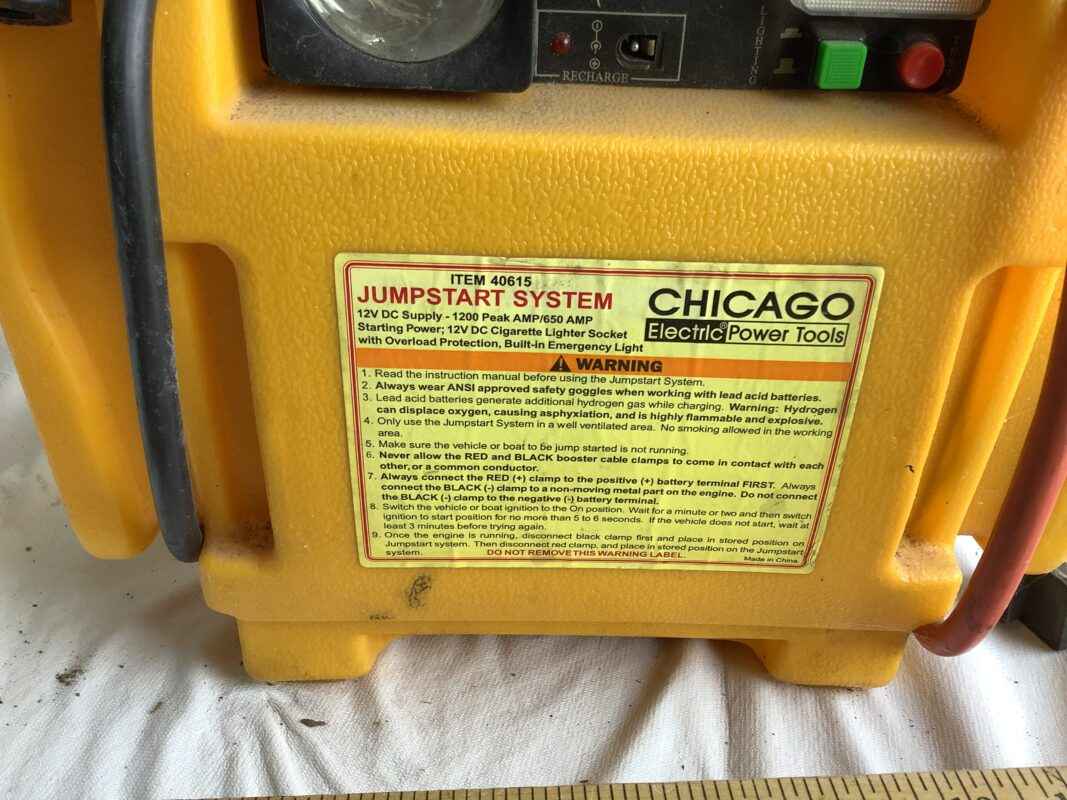 LIGHTING
TEST
RECHARGE
ITEM 40615
JUMPSTART SYSTEM
12V DC Supply - 1200 Peak AMP/650 AMP
Starting Power; 12V DC Cigarette Lighter Socket
with Overload Protection, Built-in Emergency Light
CHICAGO
Electric® Power Tools
WARNING
1. Read the instruction manual before using the Jumpstart System.
2. Always wear ANSI approved safety goggles when working with lead acid batteries.
3. Lead acid batteries generate additional hydrogen gas while charging. Warning: Hydrogen
can displace oxygen, causing asphyxiation, and is highly flammable and explosive.
4. Only use the Jumpstart System in a well ventilated area. No smoking allowed in the working
area.
5. Make sure the vehicle or boat to be jump started is not running.
6. Never allow the RED and BLACK booster cable clamps to come in contact with each
other, or a common conductor.
7. Always connect the RED (+) clamp to the positive (+) battery terminal FIRST. Always
connect the BLACK (-) clamp to a non-moving metal part on the engine. Do not connect
the BLACK (-) clamp to the negative (-) battery terminal.
8. Switch the vehicle or boat ignition to the On position. Wait for a minute or two and then switch
ignition to start position for no more than 5 to 6 seconds. If the vehicle does not start, wait at
least 3 minutes before trying again.
9. Once the engine is running, disconnect black clamp first and place in stored position on
Jumpstart system. Then disconnect red clamp, and place in stored position on the Jumpstart
system. DO NOT REMOVE THIS WARNING LABEL. Made in China.